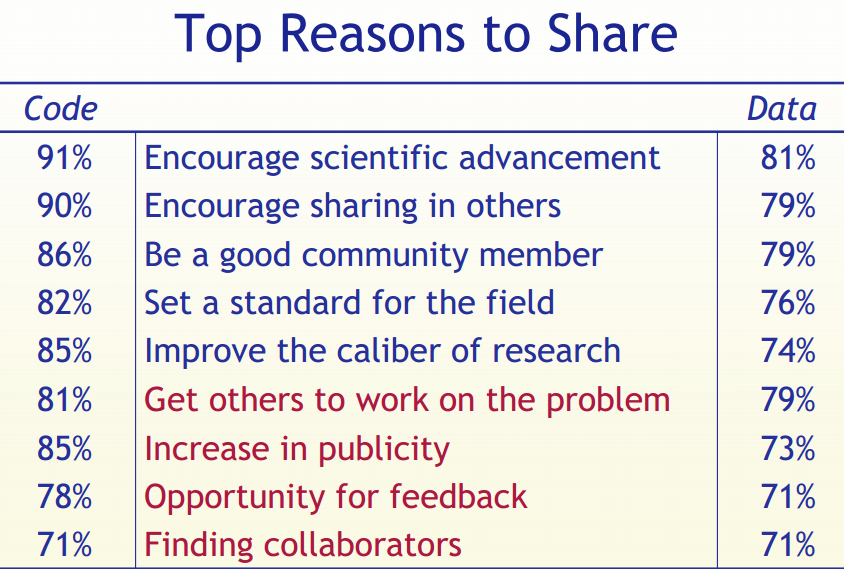 Top Reasons to Share
Code Data
91% Encourage scientific advancement 81%
90% Encourage sharing in others 79%
86% Be a good community member 79%
82% Set a standard for the field 76%
85% Improve the caliber of research 74%
81% Get others to work on the problem 79%
85% Increase in publicity 73%
78% Opportunity for feedback 71%
71% Finding collaborators 71%